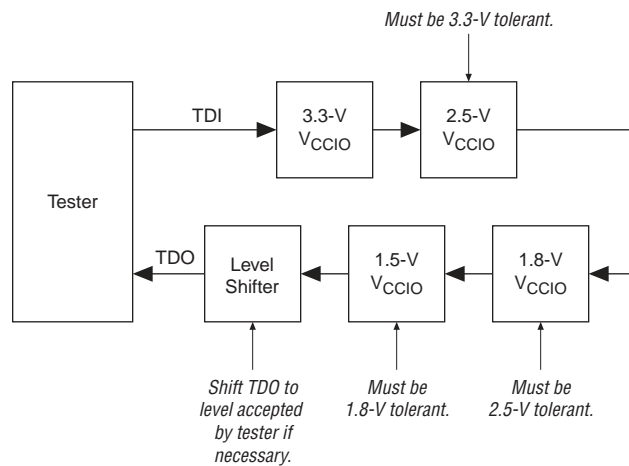 Must be 3.3-V tolerant.
TDI
3.3-V
VCCIO
2.5-V
VCCIO
Tester
TDO
Level
Shifter
1.5-V
VCCIO
1.8-V
VCCIO
Shift TDO to
level accepted
by tester if
necessary.
Must be
1.8-V tolerant.
Must be
2.5-V tolerant.